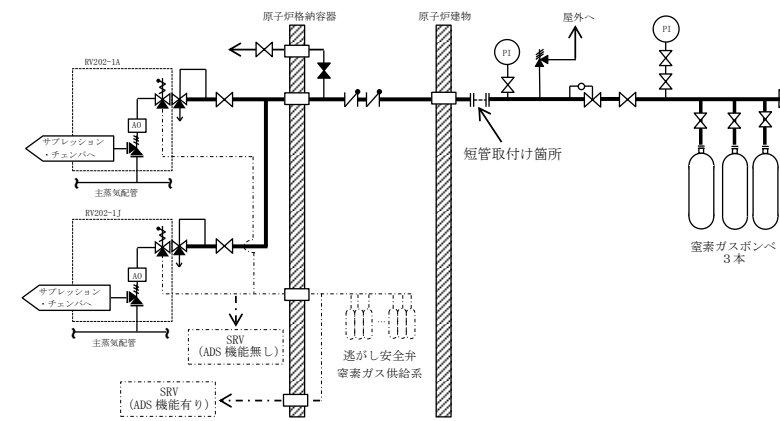 原子炉格納容器
原子炉建物
屋外へ
PI
PI
RV202-1A
AO
サプレッション
・チェンバへ
主蒸気配管
短管取付け箇所
RV202-1J
AO
サプレッション
・チェンバへ
主蒸気配管
窒素ガスボンベ
3本
SRV
(ADS 機能無し)
逃がし安全弁
窒素ガス供給系
SRV
(ADS 機能有り)